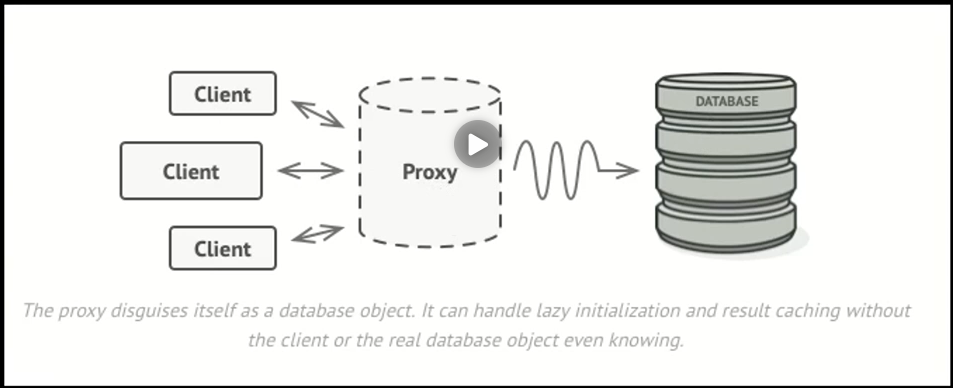 Client
DATABASE
Client
Proxy
Client
The proxy disguises itself as a database object. It can handle lazy initialization and result caching without
the client or the real database object even knowing.